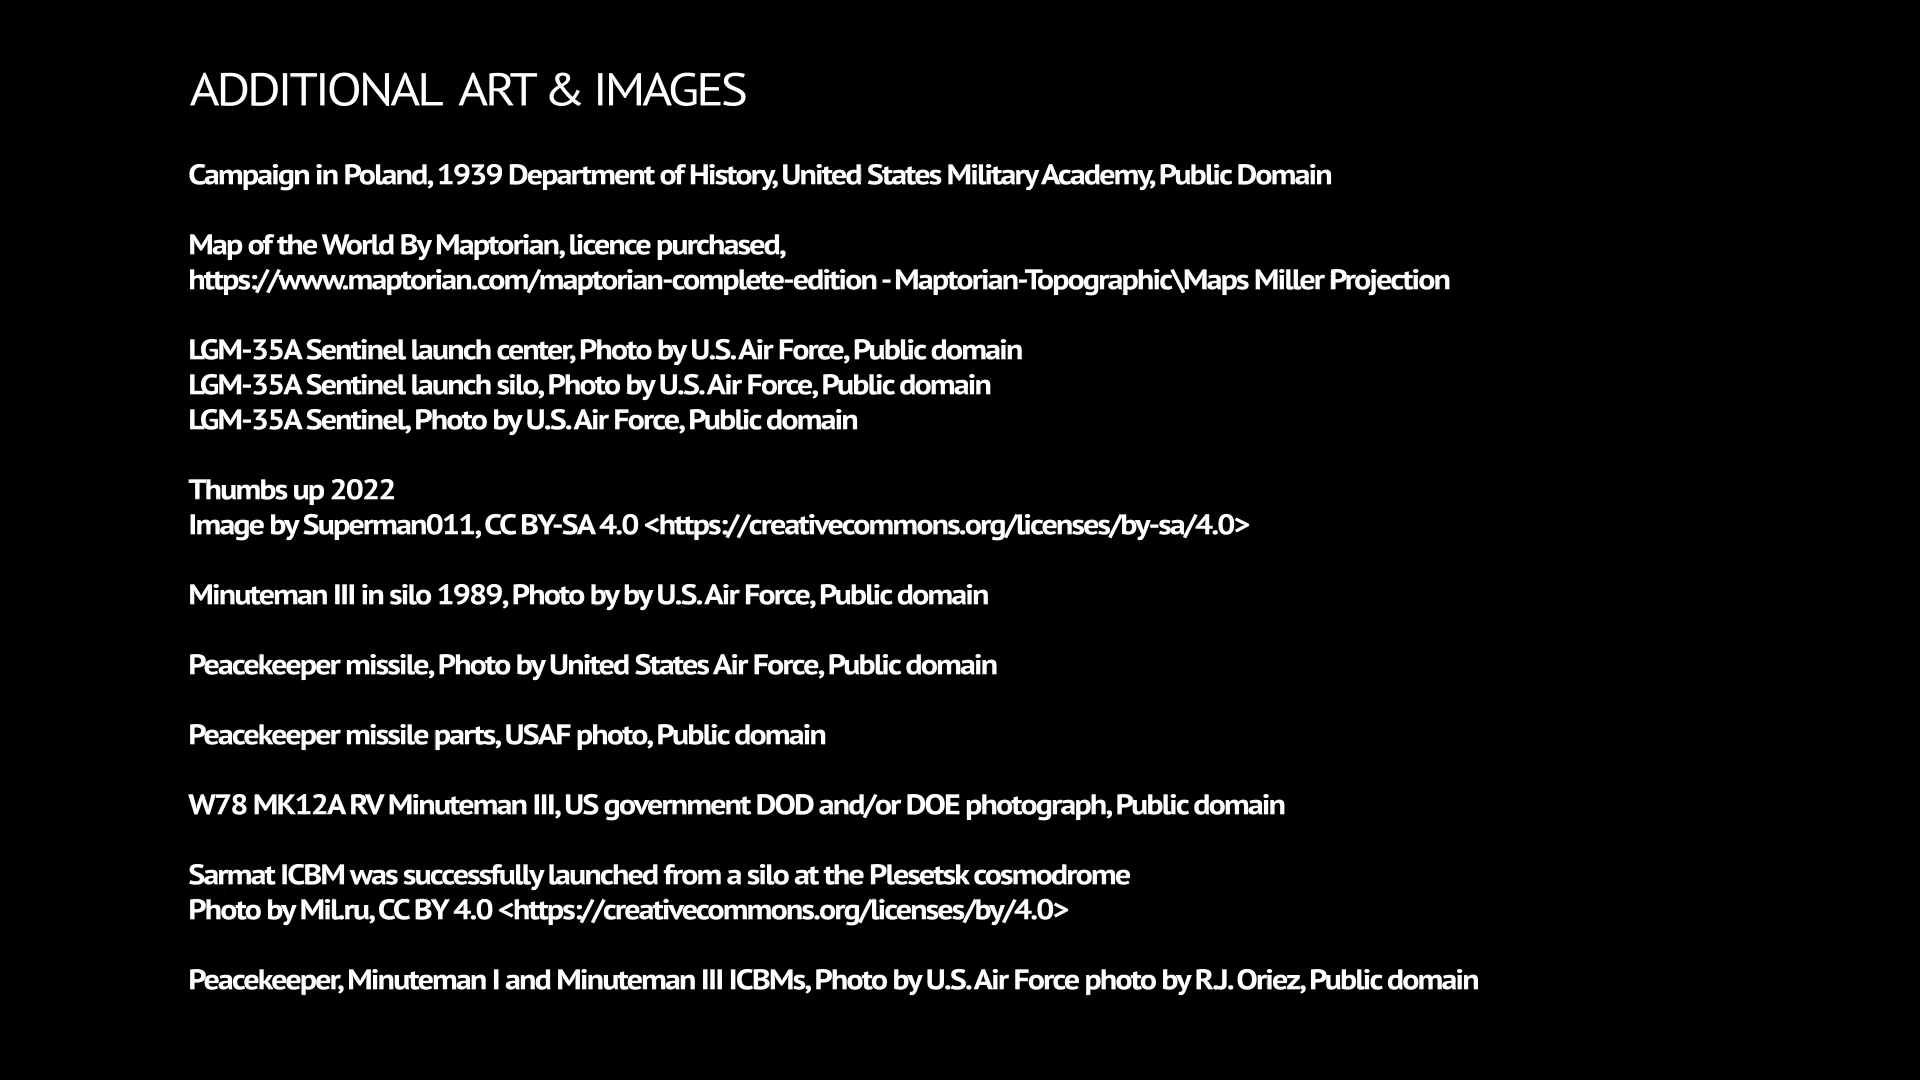 ADDITIONAL ART & IMAGES
Campaign in Poland, 1939 Department of History, United States Military Academy, Public Domain
Map of the World By Maptorian, licence purchased,
https://www.maptorian.com/maptorian-complete-edition - Maptorian-Topographic\Maps Miller Projection
LGM-35A Sentinel launch center, Photo by U.S. Air Force, Public domain
LGM-35A Sentinel launch silo, Photo by U.S. Air Force, Public domain
LGM-35A Sentinel, Photo by U.S. Air Force, Public domain
Thumbs up 2022
Image by Superman011, CC BY-SA 4.0 <https://creativecommons.org/licenses/by-sa/4.0>
Minuteman III in silo 1989, Photo by by U.S. Air Force, Public domain
Peacekeeper missile, Photo by United States Air Force, Public domain
Peacekeeper missile parts, USAF photo, Public domain
W78 MK12A RV Minuteman III, US government DOD and/or DOE photograph, Public domain
Sarmat ICBM was successfully launched from a silo at the Plesetsk cosmodrome
Photo by Mil.ru, CC BY 4.0 <https://creativecommons.org/licenses/by/4.0>
Peacekeeper, Minuteman I and Minuteman III ICBMs, Photo by U.S. Air Force photo by R.J. Oriez, Public domain